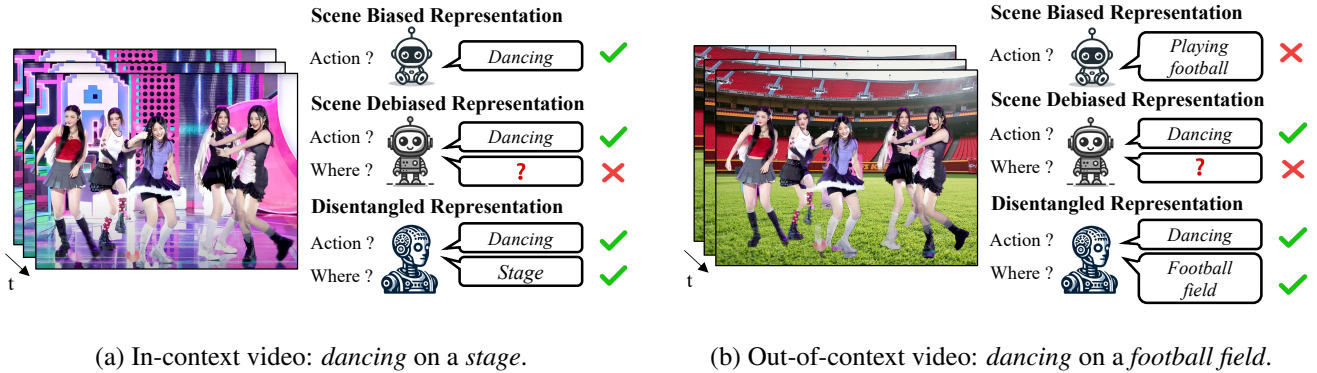 Scene Biased Representation
Action ? Dancing
Scene Debiased Representation
Action ? Dancing
Where ? ?
Disentangled Representation
Action ? Dancing
Where ? Stage
t
(a) In-context video: dancing on a stage.
Scene Biased Representation
Action ? Playing
football
Scene Debiased Representation
Action ? Dancing
Where ? ?
Disentangled Representation
Action ? Dancing
Where ? Football
field
t
(b) Out-of-context video: dancing on a football field.